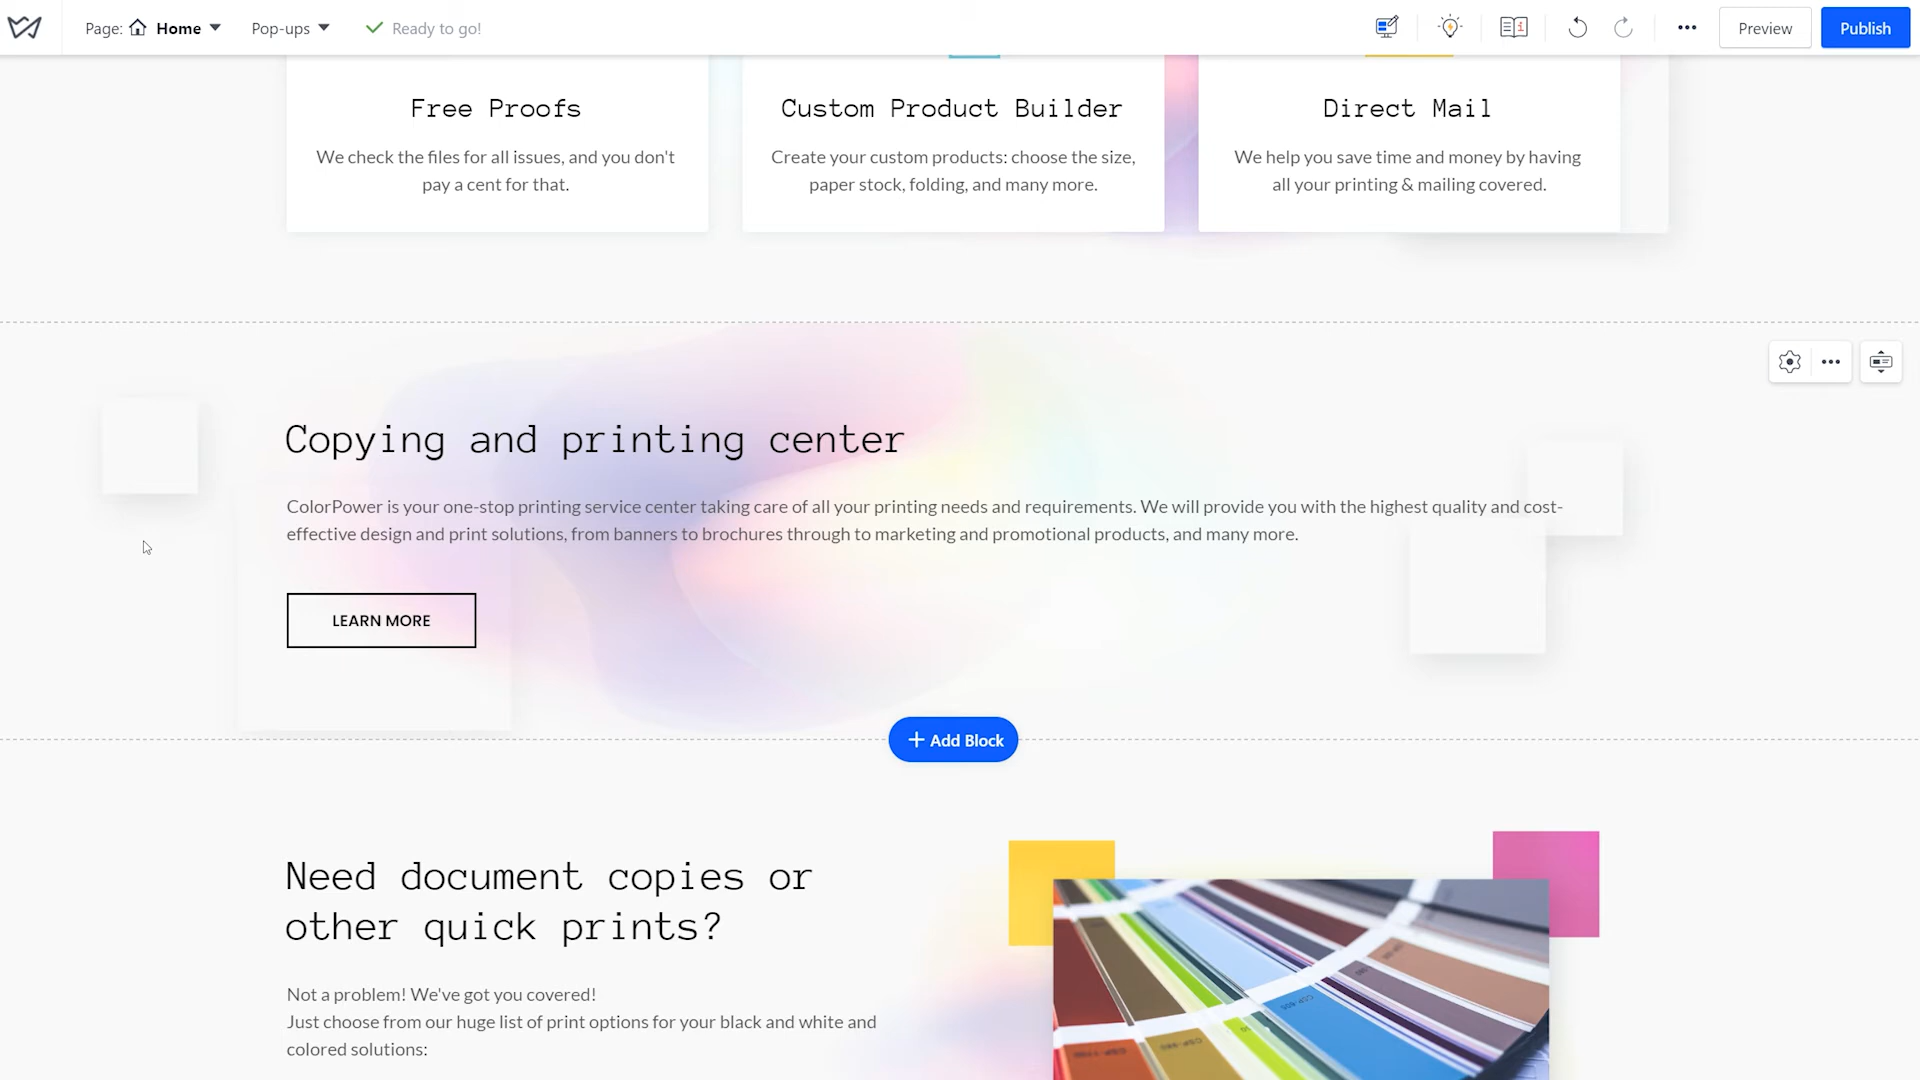 Page: Home Pop-ups Ready to go! Preview Publish
Free Proofs
We check the files for all issues, and you don't
pay a cent for that.
Custom Product Builder
Create your custom products: choose the size,
paper stock, folding, and many more.
Direct Mail
We help you save time and money by having
all your printing & mailing covered.
Copying and printing center
ColorPower is your one-stop printing service center taking care of all your printing needs and requirements. We will provide you with the highest quality and cost-
effective design and print solutions, from banners to brochures through to marketing and promotional products, and many more.
LEARN MORE
+ Add Block
Need document copies or
other quick prints?
Not a problem! We've got you covered!
Just choose from our huge list of print options for your black and white and
colored solutions: